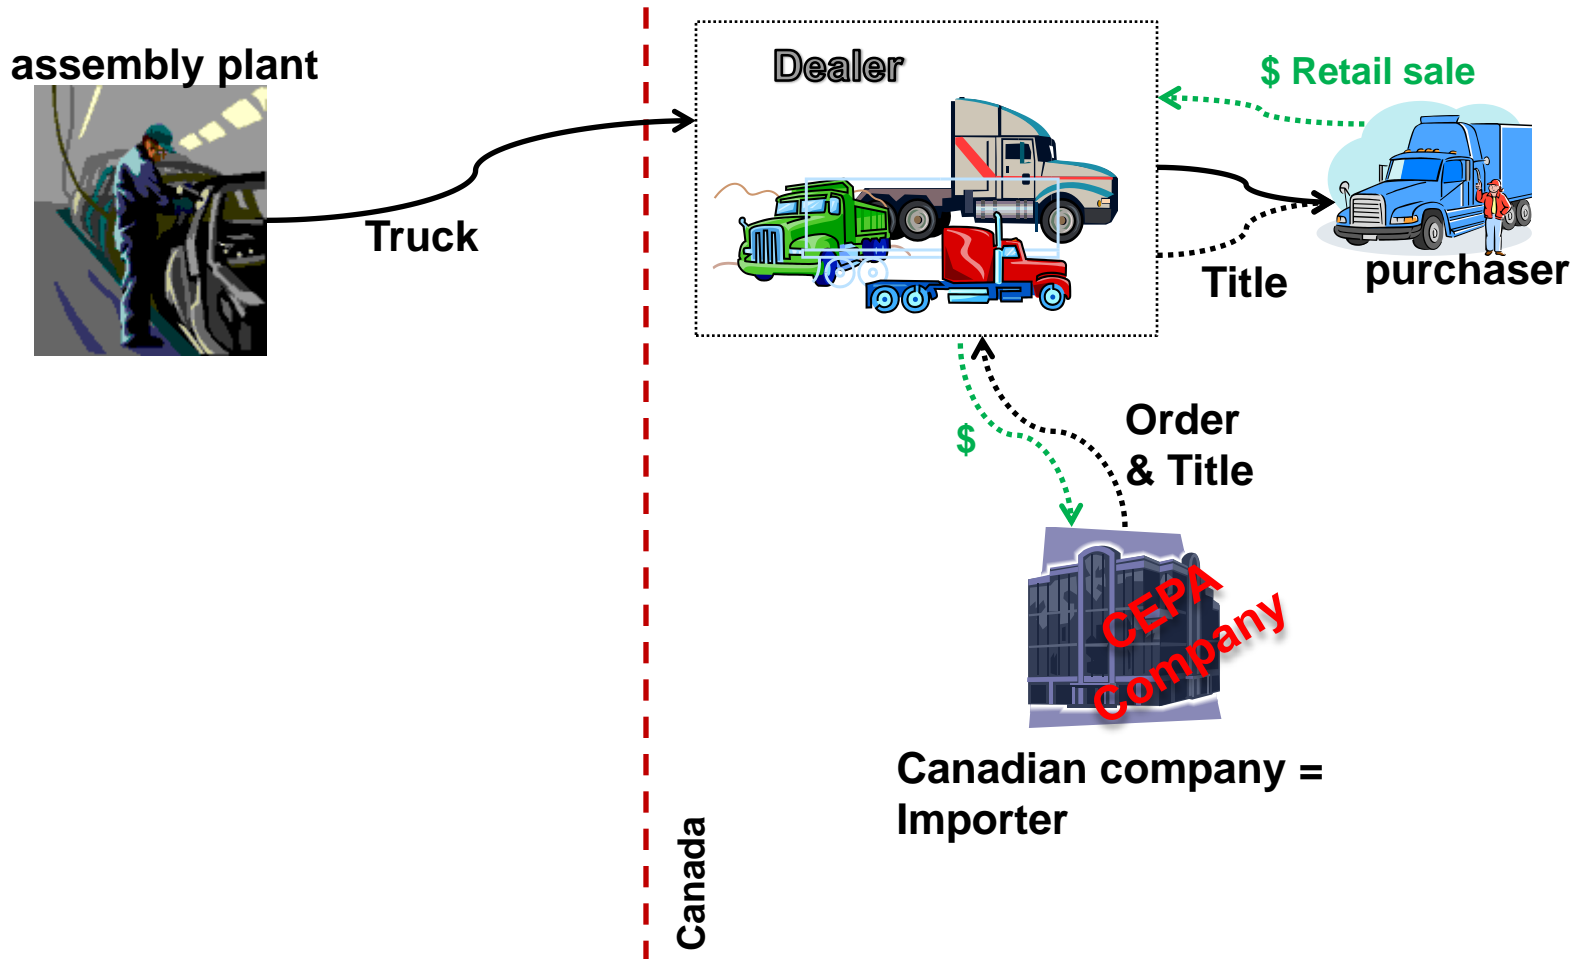 assembly plant
Dealer
$ Retail sale
Truck
Title
purchaser
$
Order
& Title
CEPA
Company
Canadian company =
Importer
Canada